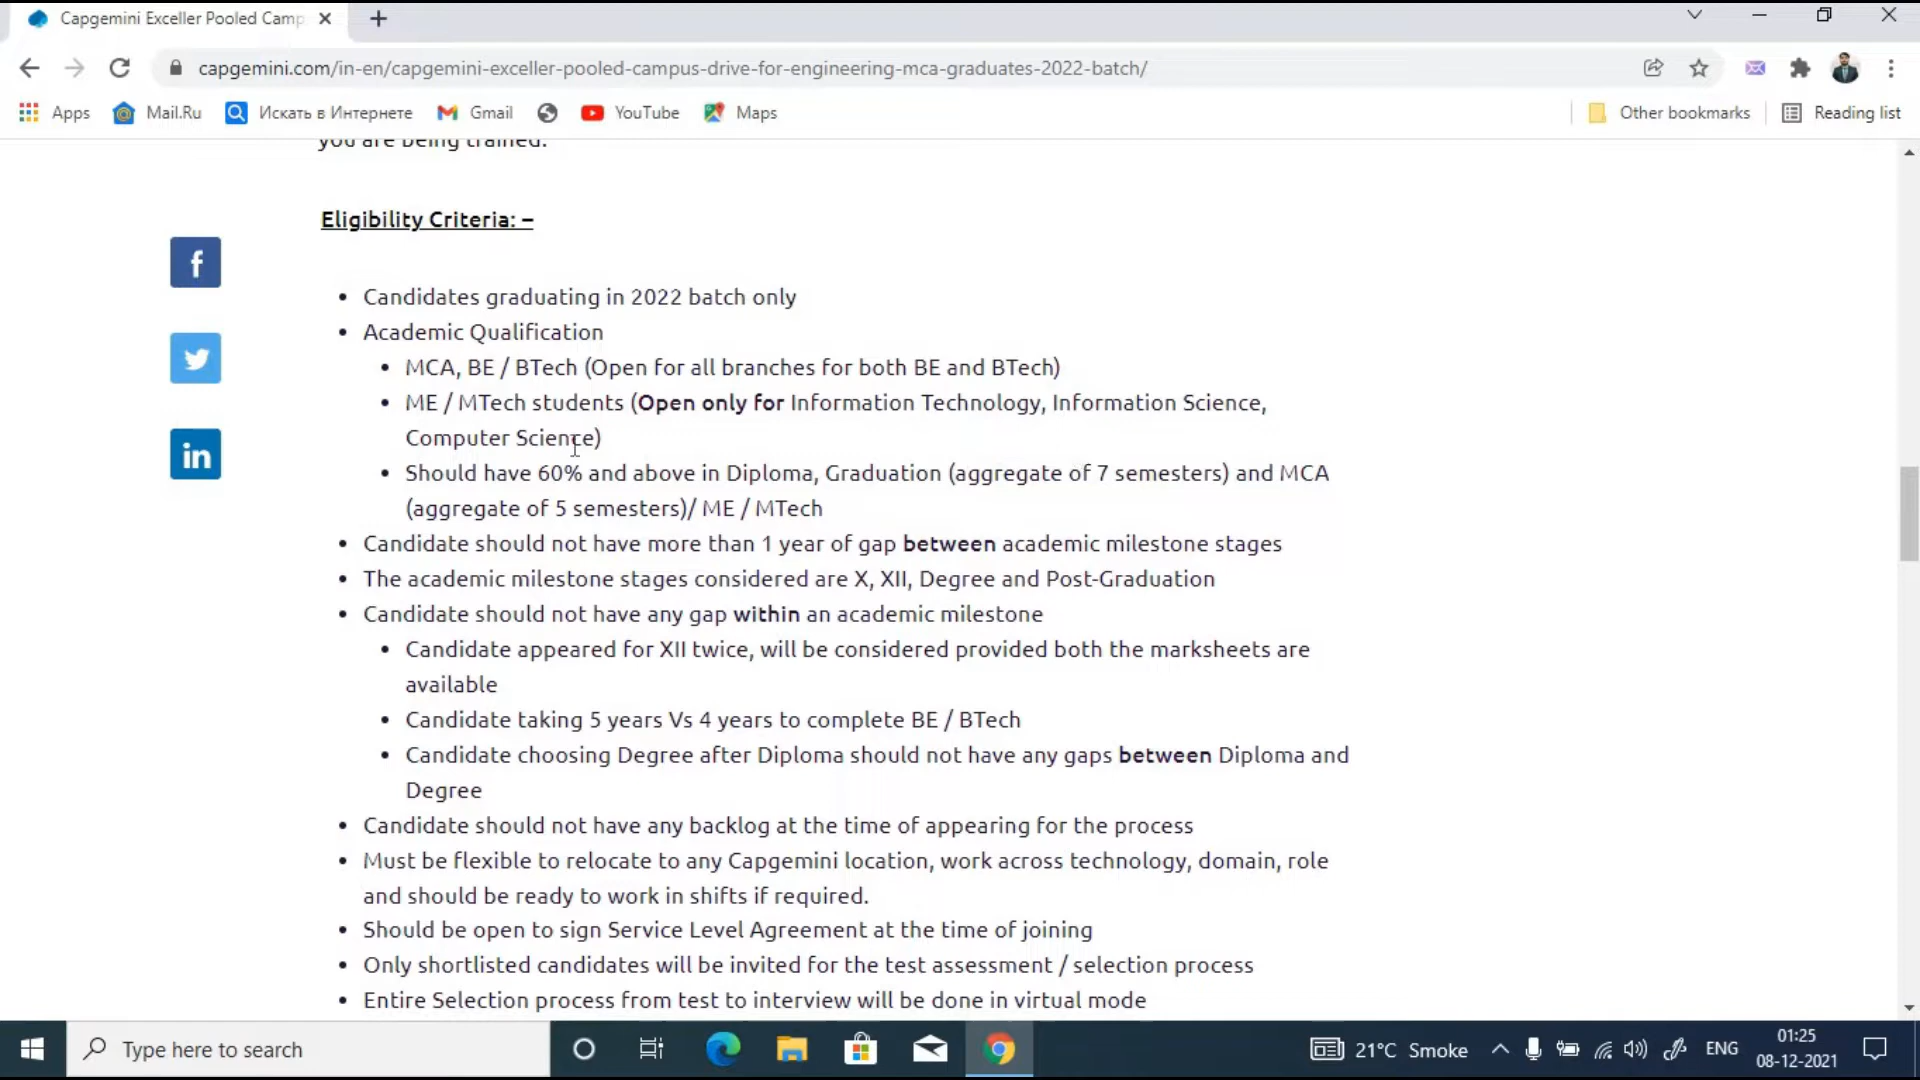 Capgemini Exceller Pooled Camp
capgemini.com/in-en/capgemini-exceller-pooled-campus-drive-for-engineering-mca-graduates-2022-batch/
Apps Mail.Ru Искать в Интернете Gmail YouTube Maps Other bookmarks Reading list
you are being trained.
Eligibility Criteria: –
• Candidates graduating in 2022 batch only
• Academic Qualification
• MCA, BE / BTech (Open for all branches for both BE and BTech)
• ME / MTech students (Open only for Information Technology, Information Science,
Computer Science)
• Should have 60% and above in Diploma, Graduation (aggregate of 7 semesters) and MCA
(aggregate of 5 semesters)/ ME / MTech
• Candidate should not have more than 1 year of gap between academic milestone stages
• The academic milestone stages considered are X, XII, Degree and Post-Graduation
• Candidate should not have any gap within an academic milestone
• Candidate appeared for XII twice, will be considered provided both the marksheets are
available
• Candidate taking 5 years Vs 4 years to complete BE / BTech
• Candidate choosing Degree after Diploma should not have any gaps between Diploma and
Degree
• Candidate should not have any backlog at the time of appearing for the process
• Must be flexible to relocate to any Capgemini location, work across technology, domain, role
and should be ready to work in shifts if required.
• Should be open to sign Service Level Agreement at the time of joining
• Only shortlisted candidates will be invited for the test assessment / selection process
• Entire Selection process from test to interview will be done in virtual mode
f
in
Type here to search
21°C Smoke ENG 01:25
08-12-2021